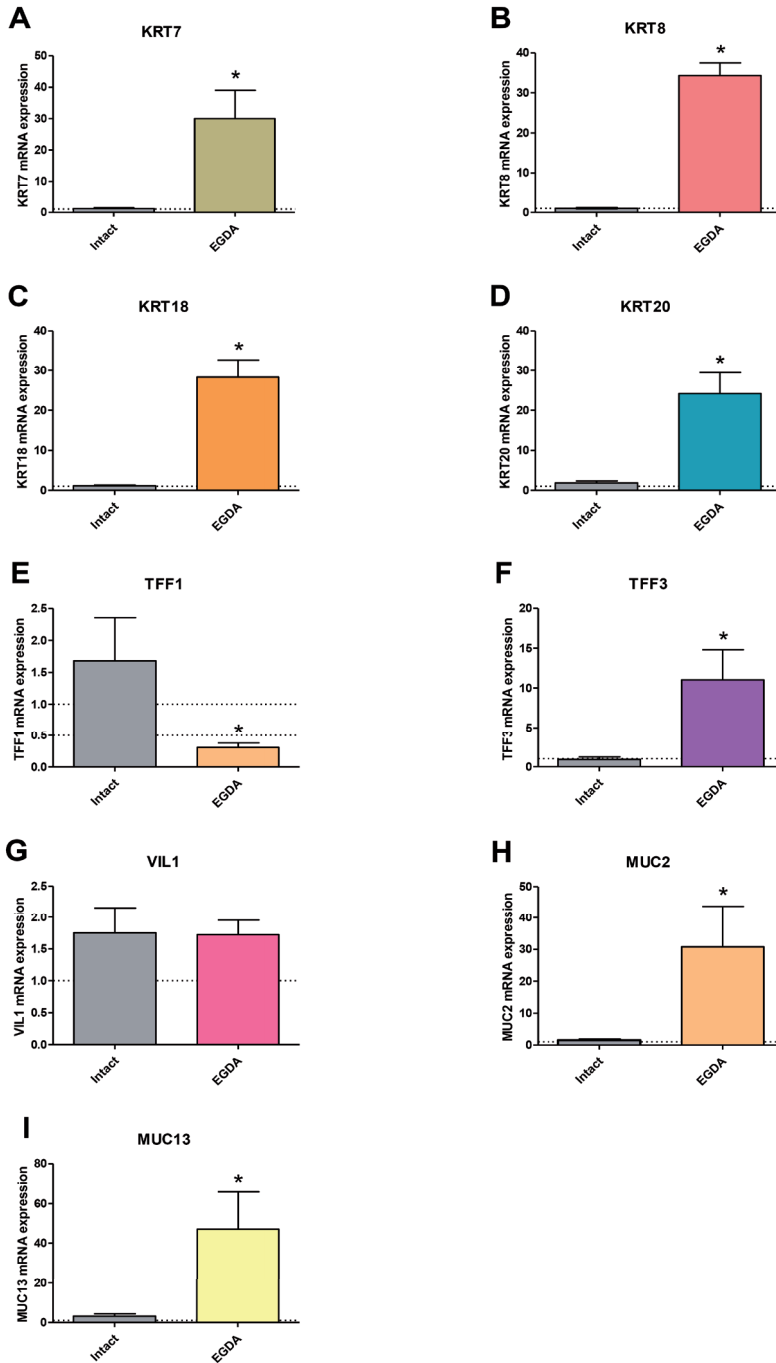 A
KRT7
KRT7 mRNA expression
50
40
30
20
10
0
*
Intact
EGDA
B
KRT8
KRT8 mRNA expression
40
30
20
10
0
*
Intact
EGDA
C
KRT18
KRT18 mRNA expression
40
30
20
10
0
*
Intact
EGDA
D
KRT20
KRT20 mRNA expression
40
30
20
10
0
*
Intact
EGDA
E
TFF1
TFF1 mRNA expression
2.5
2.0
1.5
1.0
0.5
0.0
*
Intact
EGDA
F
TFF3
TFF3 mRNA expression
20
15
10
5
0
*
Intact
EGDA
G
VIL1
VIL1 mRNA expression
2.5
2.0
1.5
1.0
0.5
0.0
Intact
EGDA
H
MUC2
MUC2 mRNA expression
50
40
30
20
10
0
*
Intact
EGDA
I
MUC13
MUC13 mRNA expression
80
60
40
20
0
*
Intact
EGDA